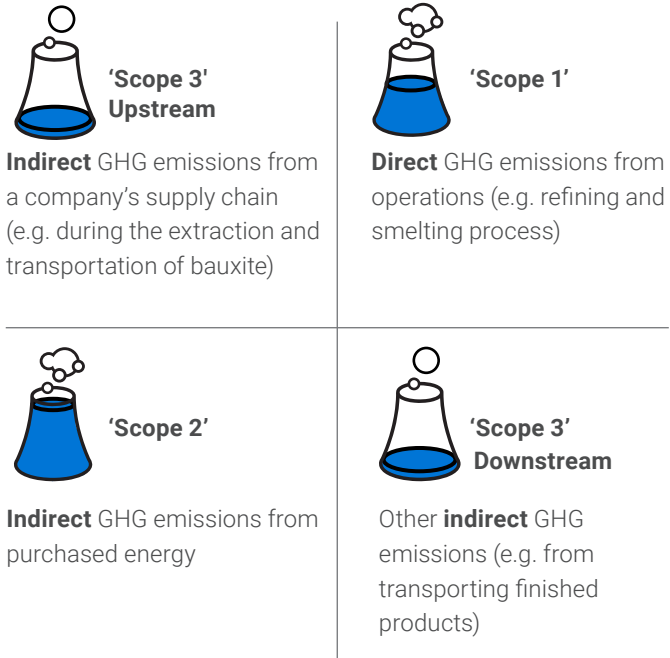 ‘Scope 3'
Upstream
Indirect GHG emissions from
a company’s supply chain
(e.g. during the extraction and
transportation of bauxite)
‘Scope 1’
Direct GHG emissions from
operations (e.g. refining and
smelting process)
‘Scope 2’
Indirect GHG emissions from
purchased energy
‘Scope 3’
Downstream
Other indirect GHG
emissions (e.g. from
transporting finished
products)